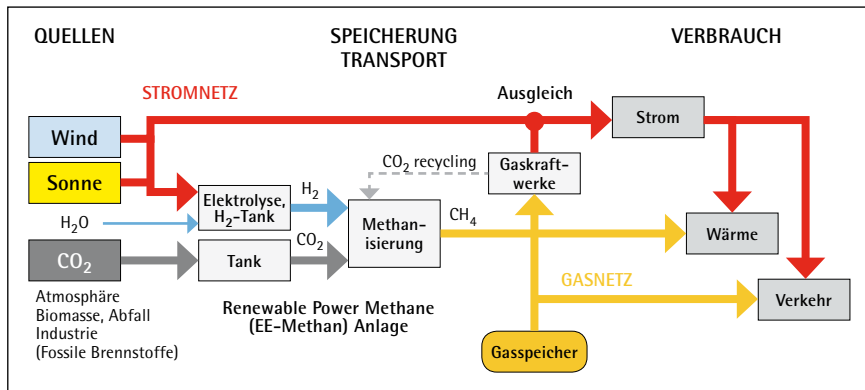 QUELLEN
SPEICHERUNG
TRANSPORT
VERBRAUCH
STROMNETZ
Ausgleich
Wind
Strom
Sonne
CO₂ recycling
Gaskraft-
werke
Elektrolyse,
H₂-Tank
H₂
H₂O
Methan-
isierung
CH₄
Wärme
CO₂
CO₂
Tank
GASNETZ
Verkehr
Atmosphäre
Biomasse, Abfall
Industrie
(Fossile Brennstoffe)
Renewable Power Methane
(EE-Methan) Anlage
Gasspeicher